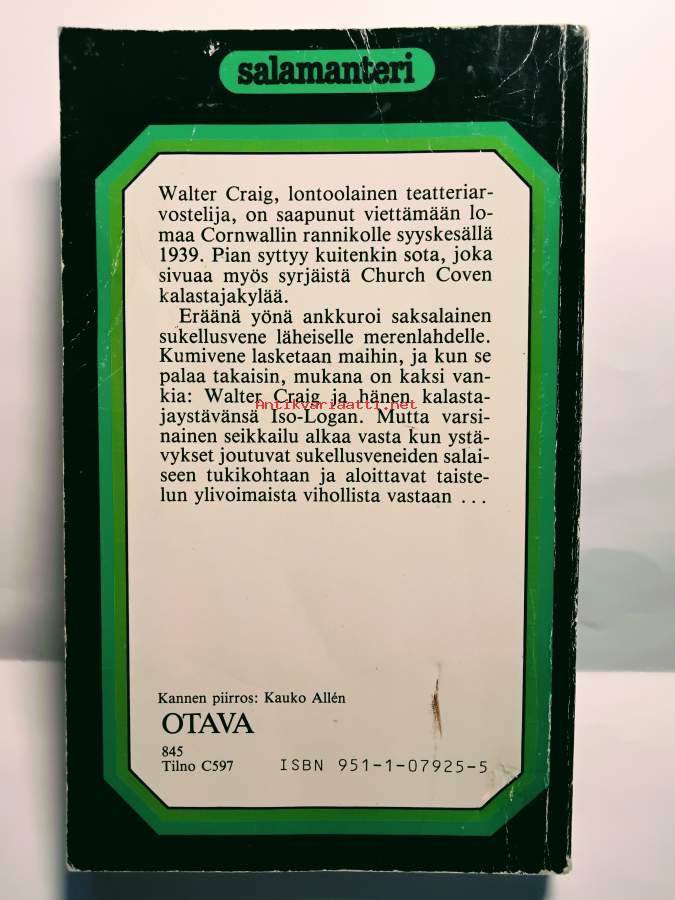 salamanteri
Walter Craig, lontoolainen teatteriar-
vostelija, on saapunut viettämään lo-
maa Cornwallin rannikolle syyskesällä
1939. Pian syttyy kuitenkin sota, joka
sivuaa myös syrjäistä Church Coven
kalastajakylää.
Eräänä yönä ankkuroi saksalainen
sukellusvene läheiselle merenlahdelle.
Kumivene lasketaan maihin, ja kun se
palaa takaisin, mukana on kaksi van-
kia: Walter Craig ja hänen kalasta-
Antikvariaatti.net
jaystävänsä Iso-Logan. Mutta varsi-
nainen seikkailu alkaa vasta kun ystä-
vykset joutuvat sukellusveneiden salai-
seen tukikohtaan ja aloittavat taiste-
lun ylivoimaista vihollista vastaan ...
Kannen piirros: Kauko Allén
OTAVA
845
Tilno C597 ISBN 951-1-07925-5